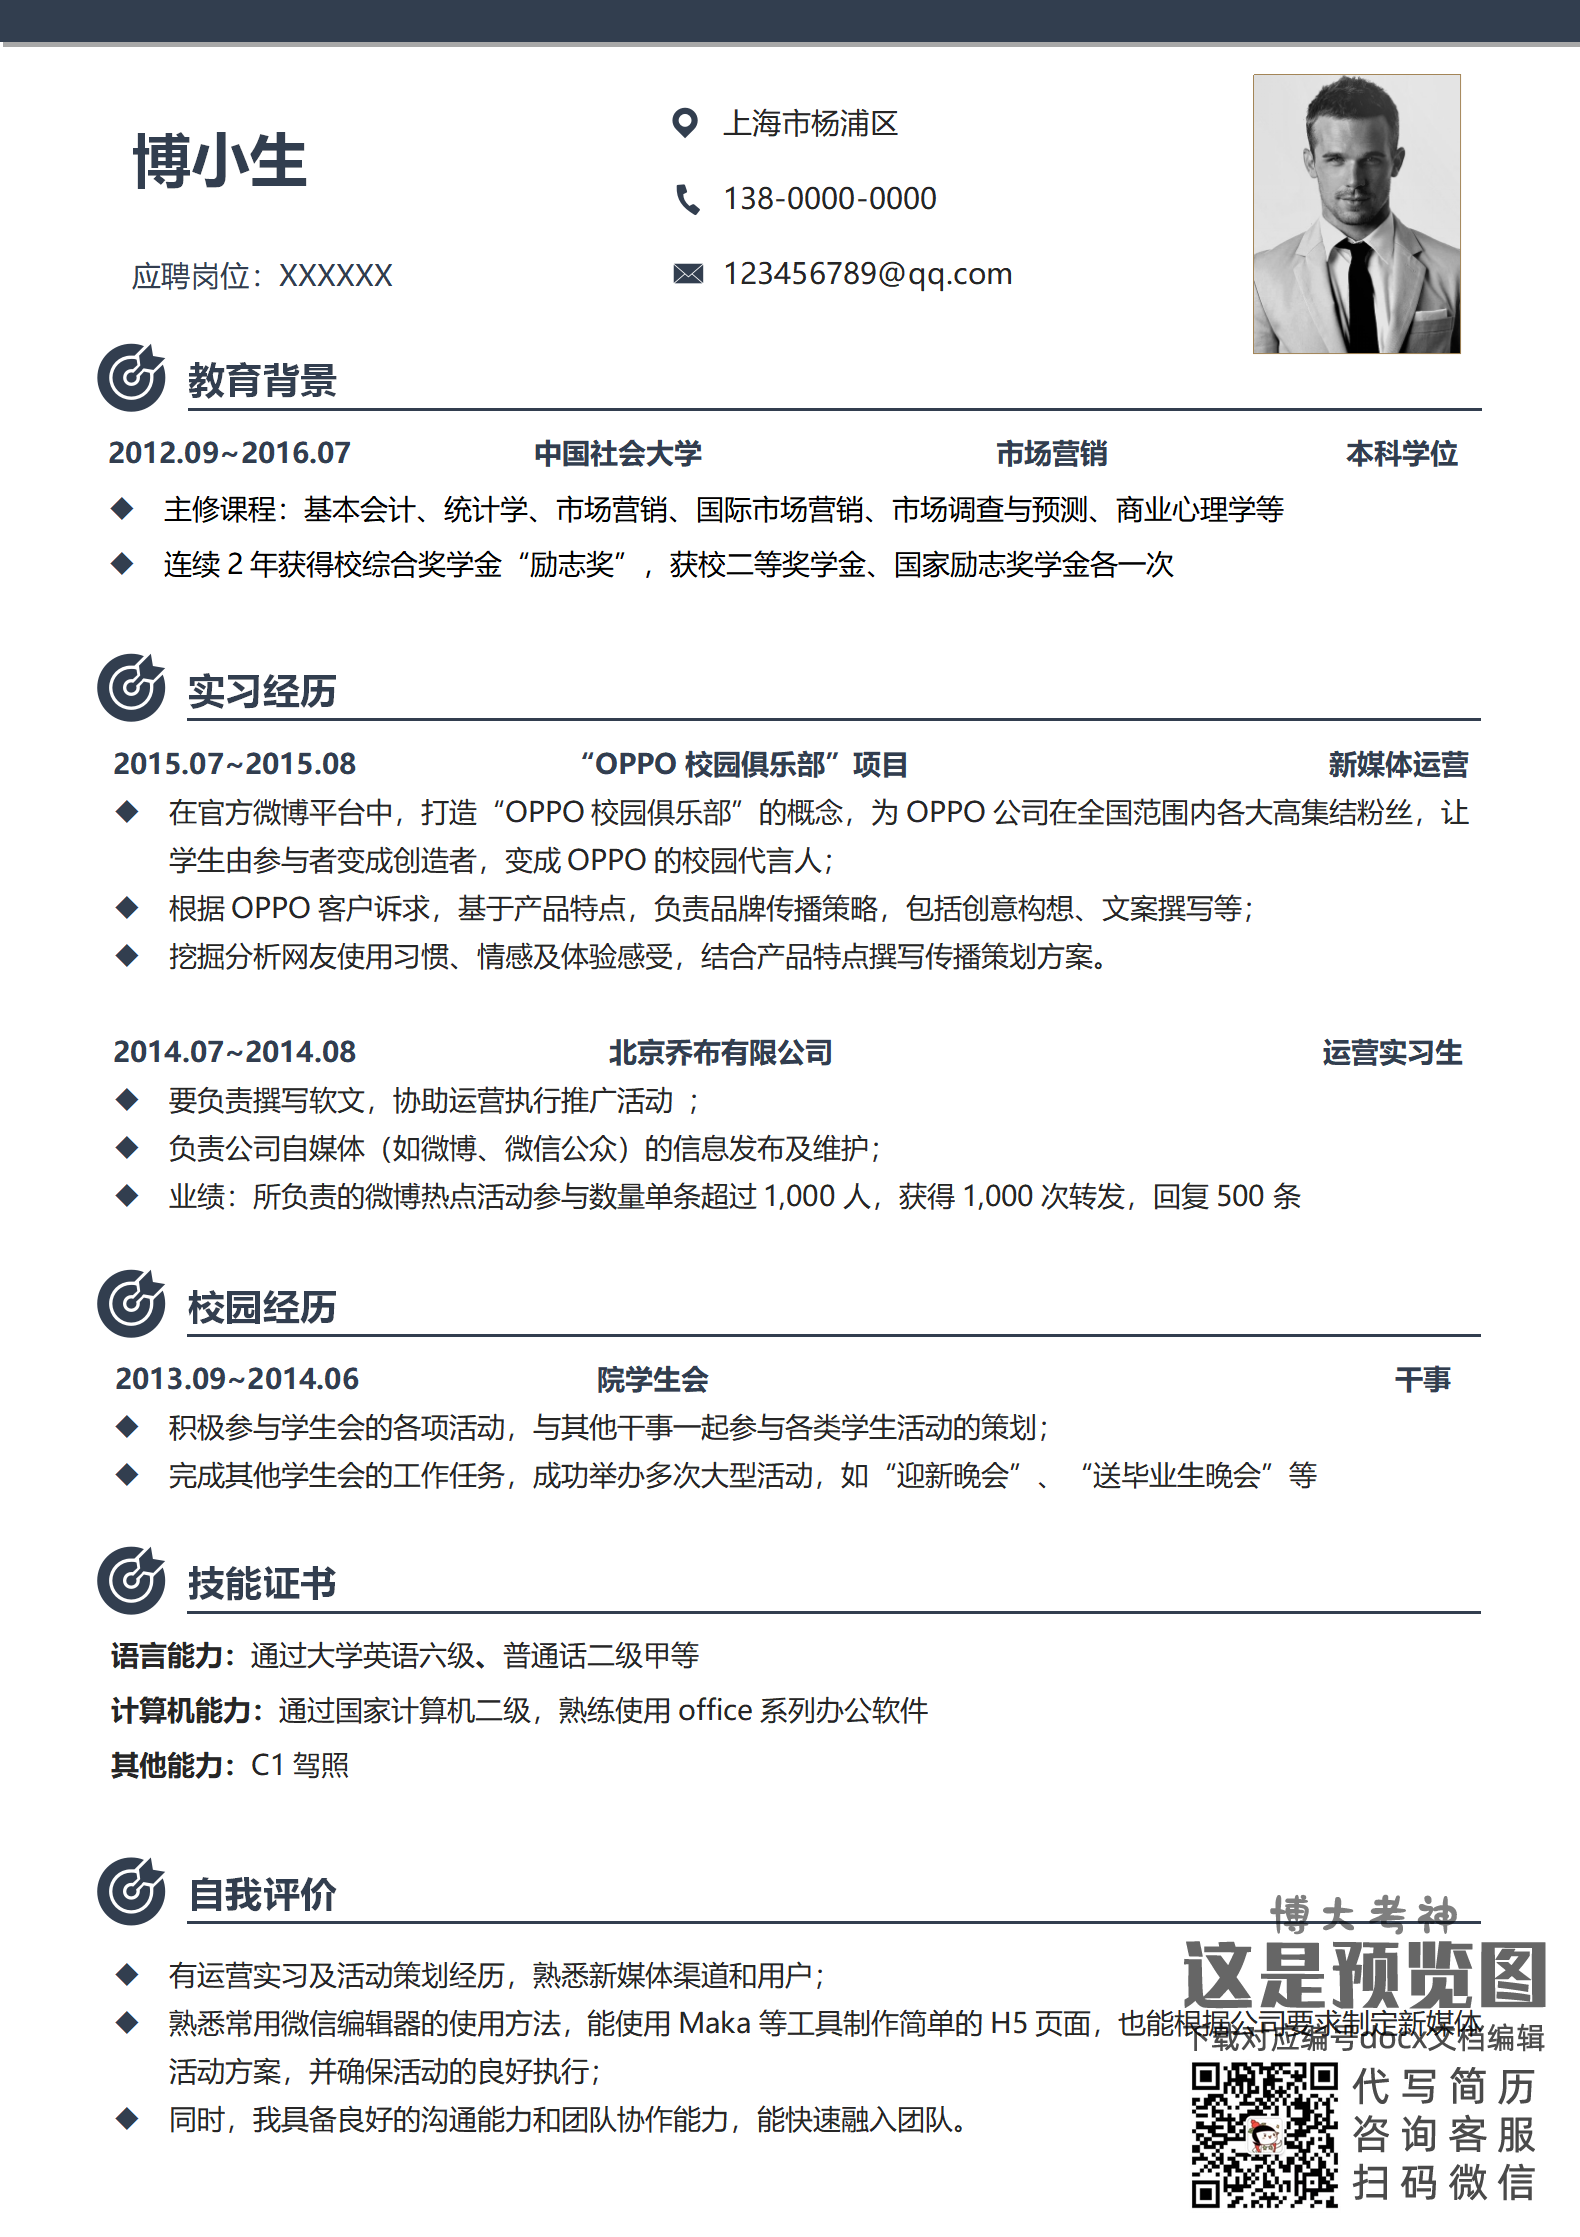 博小生
应聘岗位：XXXXXX
上海市杨浦区
138-0000-0000
123456789@qq.com
教育背景
2012.09~2016.07 中国社会大学 市场营销 本科学位
◆ 主修课程：基本会计、统计学、市场营销、国际市场营销、市场调查与预测、商业心理学等
◆ 连续 2 年获得校综合奖学金“励志奖”，获校二等奖学金、国家励志奖学金各一次
实习经历
2015.07~2015.08 “OPPO 校园俱乐部”项目 新媒体运营
◆ 在官方微博平台中，打造“OPPO 校园俱乐部”的概念，为 OPPO 公司在全国范围内各大高集结粉丝，让
学生由参与者变成创造者，变成 OPPO 的校园代言人；
◆ 根据 OPPO 客户诉求，基于产品特点，负责品牌传播策略，包括创意构想、文案撰写等；
◆ 挖掘分析网友使用习惯、情感及体验感受，结合产品特点撰写传播策划方案。
2014.07~2014.08 北京乔布有限公司 运营实习生
◆ 要负责撰写软文，协助运营执行推广活动 ；
◆ 负责公司自媒体（如微博、微信公众）的信息发布及维护；
◆ 业绩：所负责的微博热点活动参与数量单条超过 1,000 人，获得 1,000 次转发，回复 500 条
校园经历
2013.09~2014.06 院学生会 干事
◆ 积极参与学生会的各项活动，与其他干事一起参与各类学生活动的策划；
◆ 完成其他学生会的工作任务，成功举办多次大型活动，如“迎新晚会”、“送毕业生晚会”等
技能证书
语言能力：通过大学英语六级、普通话二级甲等
计算机能力：通过国家计算机二级，熟练使用 office 系列办公软件
其他能力：C1 驾照
自我评价
◆ 有运营实习及活动策划经历，熟悉新媒体渠道和用户；
◆ 熟悉常用微信编辑器的使用方法，能使用 Maka 等工具制作简单的 H5 页面，也能根据公司要求制定新媒体
活动方案，并确保活动的良好执行；
◆ 同时，我具备良好的沟通能力和团队协作能力，能快速融入团队。
博大考神
这是预览图
下载对应编号docx文档编辑
代写简历
咨询客服
扫码微信